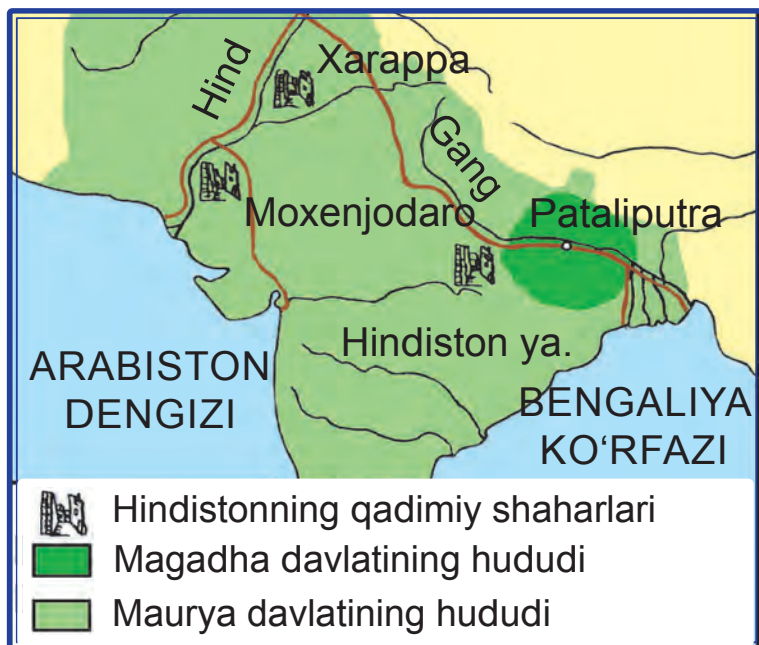 Hind
Xarappa
Gang
Moxenjodaro
Pataliputra
Hindiston ya.
ARABISTON
DENGIZI
BENGALIYA
KO‘RFAZI
Hindistonning qadimiy shaharlari
Magadha davlatining hududi
Maurya davlatining hududi